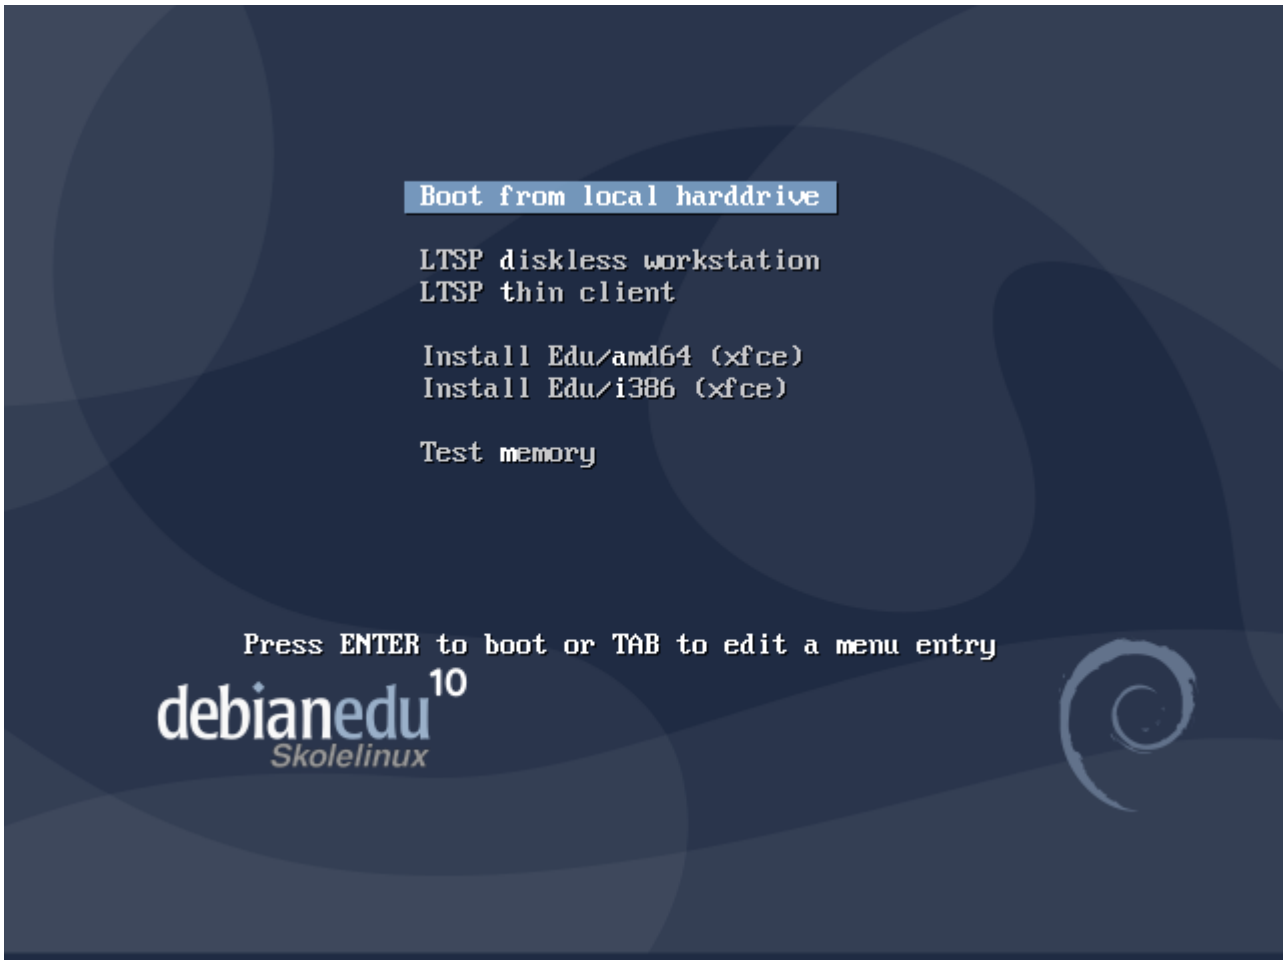 Boot from local harddrive
LTSP diskless workstation
LTSP thin client
Install Edu/amd64 (xfce)
Install Edu/i386 (xfce)
Test memory
Press ENTER to boot or TAB to edit a menu entry
debianedu 10
Skolelinux